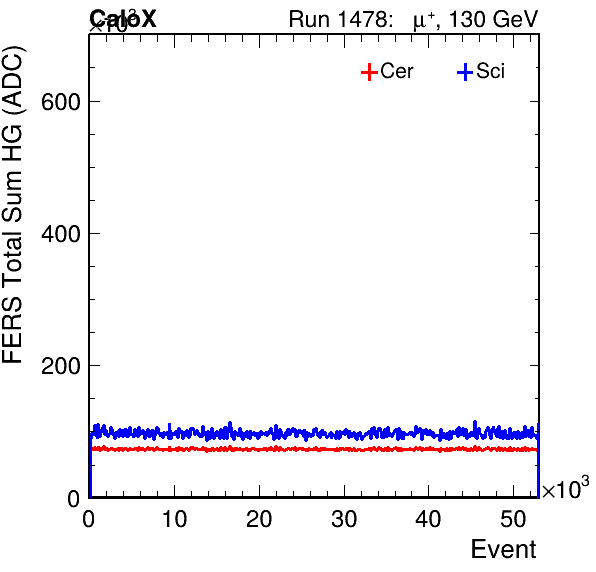 CaloX
×10³
Run 1478: μ⁺, 130 GeV
FERS Total Sum HG (ADC)
Cer
Sci
600
400
200
0
0 10 20 30 40 50
×10³
Event